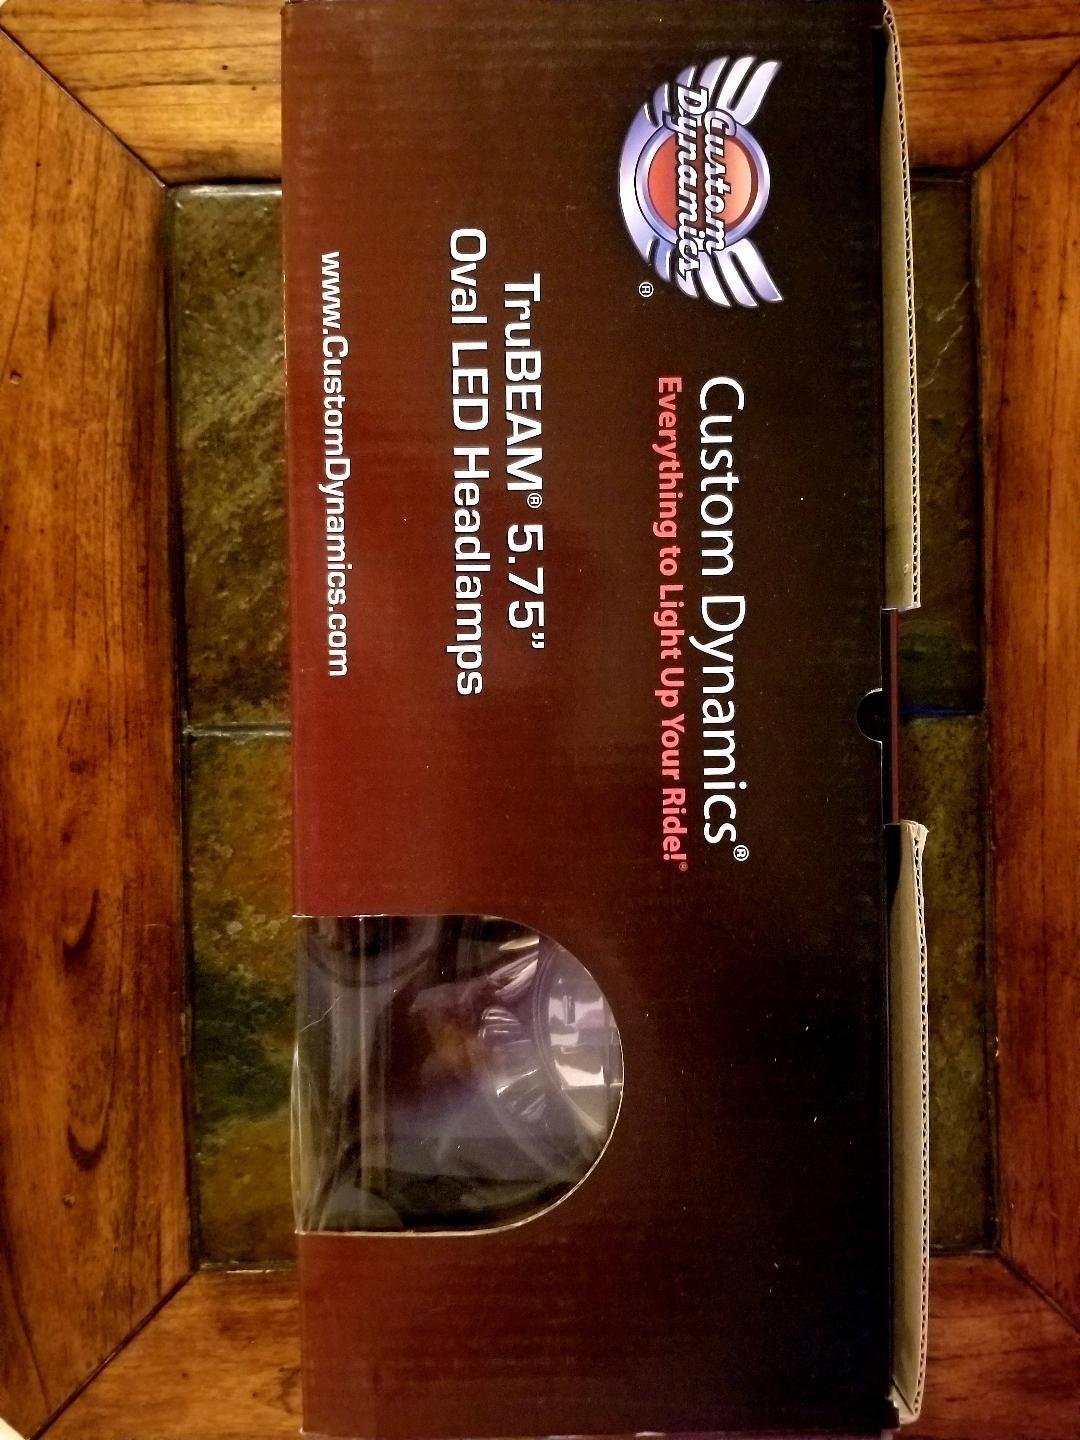 Custom
Dynamics
®
Custom Dynamics®
Everything to Light Up Your Ride!®
TruBEAM® 5.75”
Oval LED Headlamps
www.CustomDynamics.com